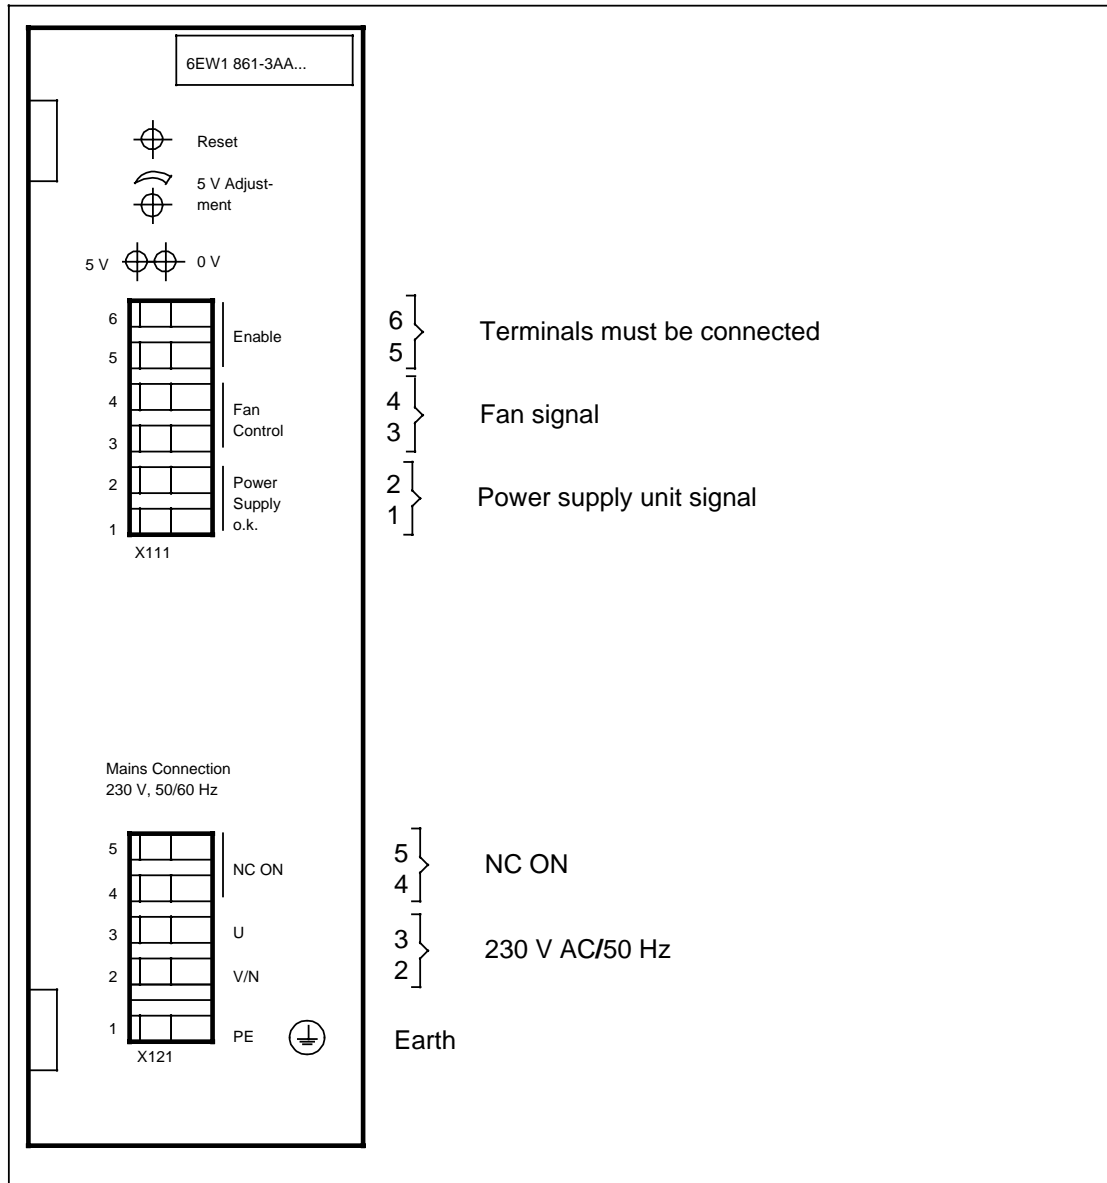 6EW1 861-3AA...
Reset
5 V Adjust-
ment
5 V
0 V
6
5
Enable
4
3
Fan
Control
2
1
Power
Supply
o.k.
X111
6
5
Terminals must be connected
4
3
Fan signal
2
1
Power supply unit signal
Mains Connection
230 V, 50/60 Hz
5
4
NC ON
3
U
2
V/N
1
PE
X121
5
4
NC ON
3
2
230 V AC/50 Hz
Earth